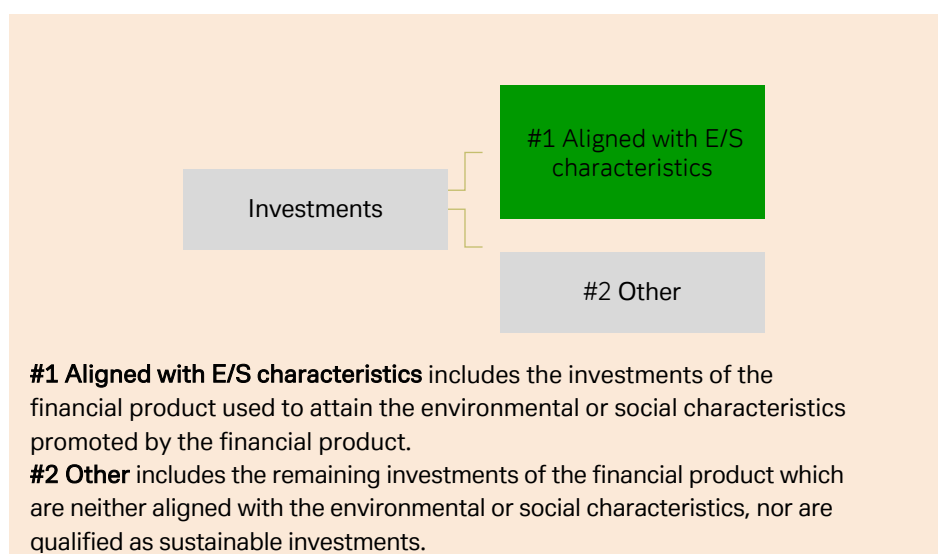 #1 Aligned with E/S
characteristics
Investments
#2 Other
#1 Aligned with E/S characteristics includes the investments of the
financial product used to attain the environmental or social characteristics
promoted by the financial product.
#2 Other includes the remaining investments of the financial product which
are neither aligned with the environmental or social characteristics, nor are
qualified as sustainable investments.